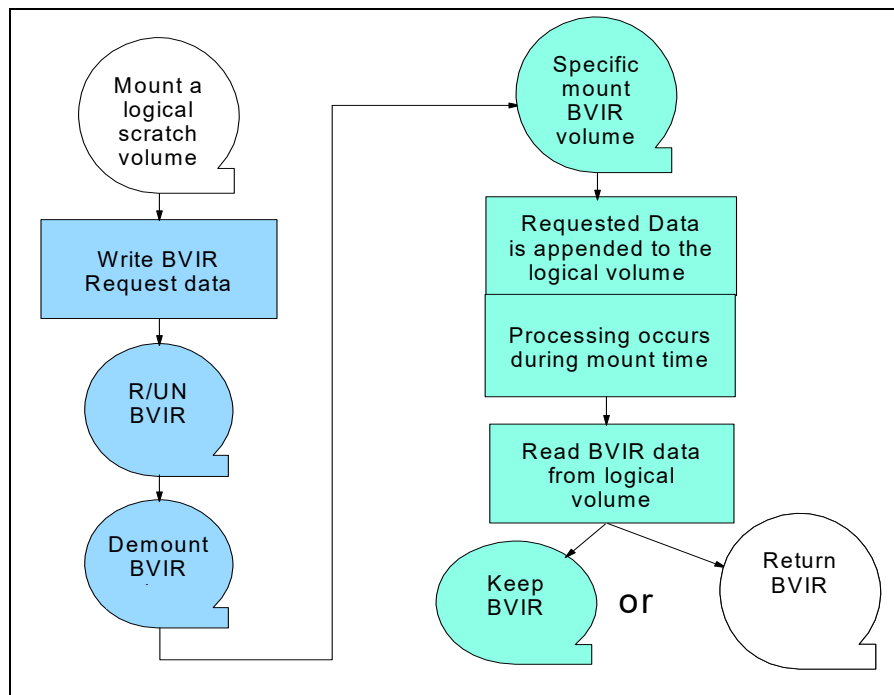 Mount a
logical
scratch
volume
Write BVIR
Request data
R/UN
BVIR
Demount
BVIR
Specific
mount
BVIR
volume
Requested Data
is appended to the
logical volume
Processing occurs
during mount time
Read BVIR data
from logical
volume
Keep
BVIR
or
Return
BVIR